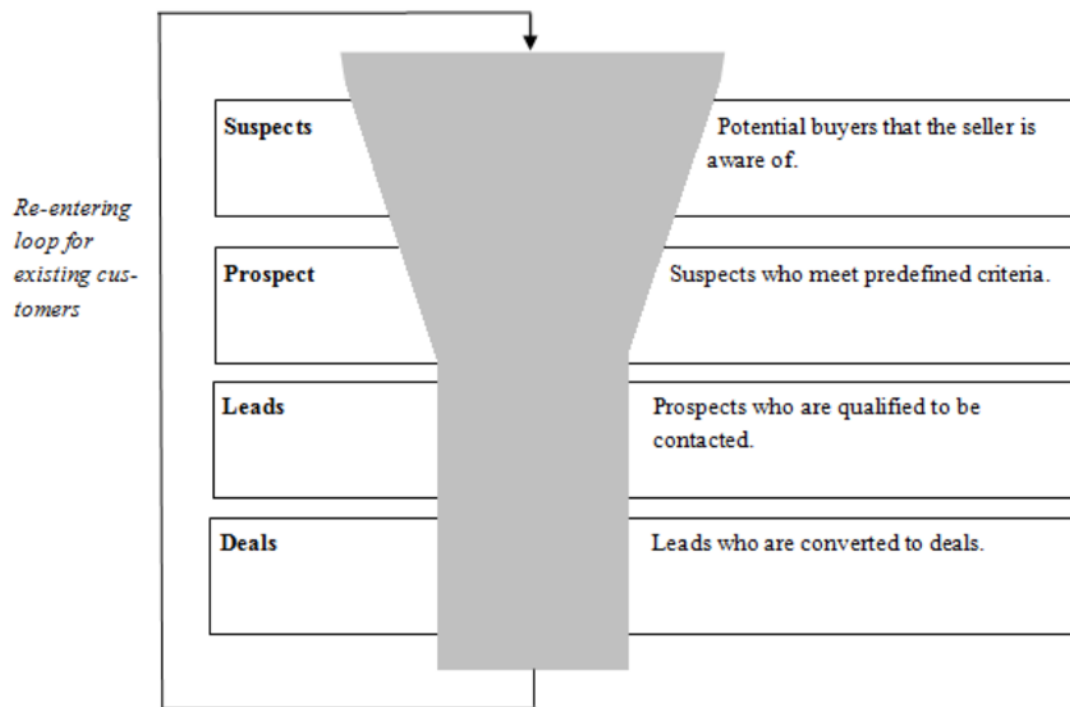 Suspects
Potential buyers that the seller is
aware of.
Re-entering
loop for
existing cus-
tomers
Prospect
Suspects who meet predefined criteria.
Leads
Prospects who are qualified to be
contacted.
Deals
Leads who are converted to deals.